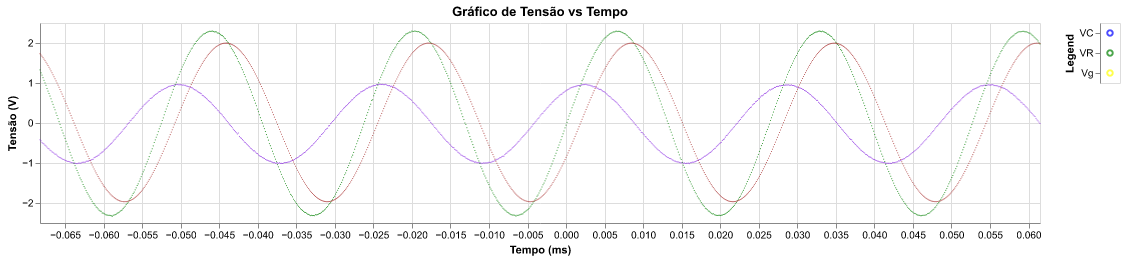 Gráfico de Tensão vs Tempo
Tensão (V)
2
1
0
−1
−2
−0.065 −0.060 −0.055 −0.050 −0.045 −0.040 −0.035 −0.030 −0.025 −0.020 −0.015 −0.010 −0.005 0.000 0.005 0.010 0.015 0.020 0.025 0.030 0.035 0.040 0.045 0.050 0.055 0.060
Tempo (ms)
Legend
VC
VR
Vg